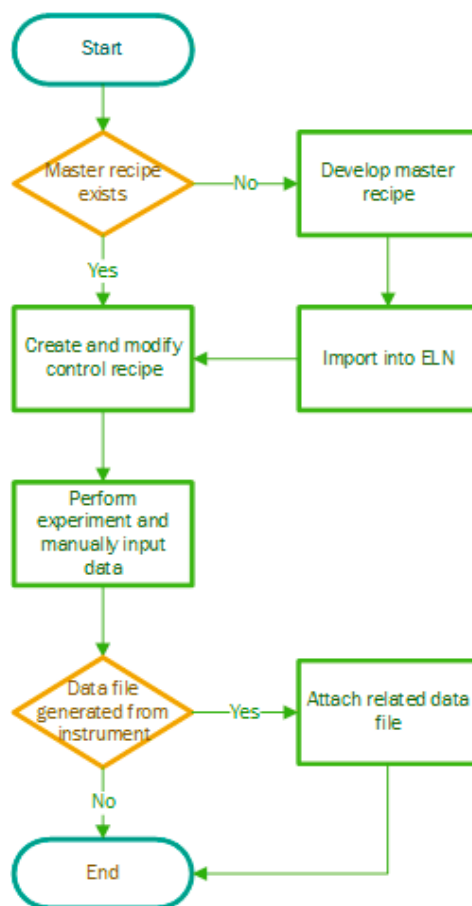 Start
Master recipe
exists
No
Develop master
recipe
Yes
Create and modify
control recipe
Import into ELN
Perform
experiment and
manually input
data
Data file
generated from
instrument
Yes
Attach related data
file
No
End